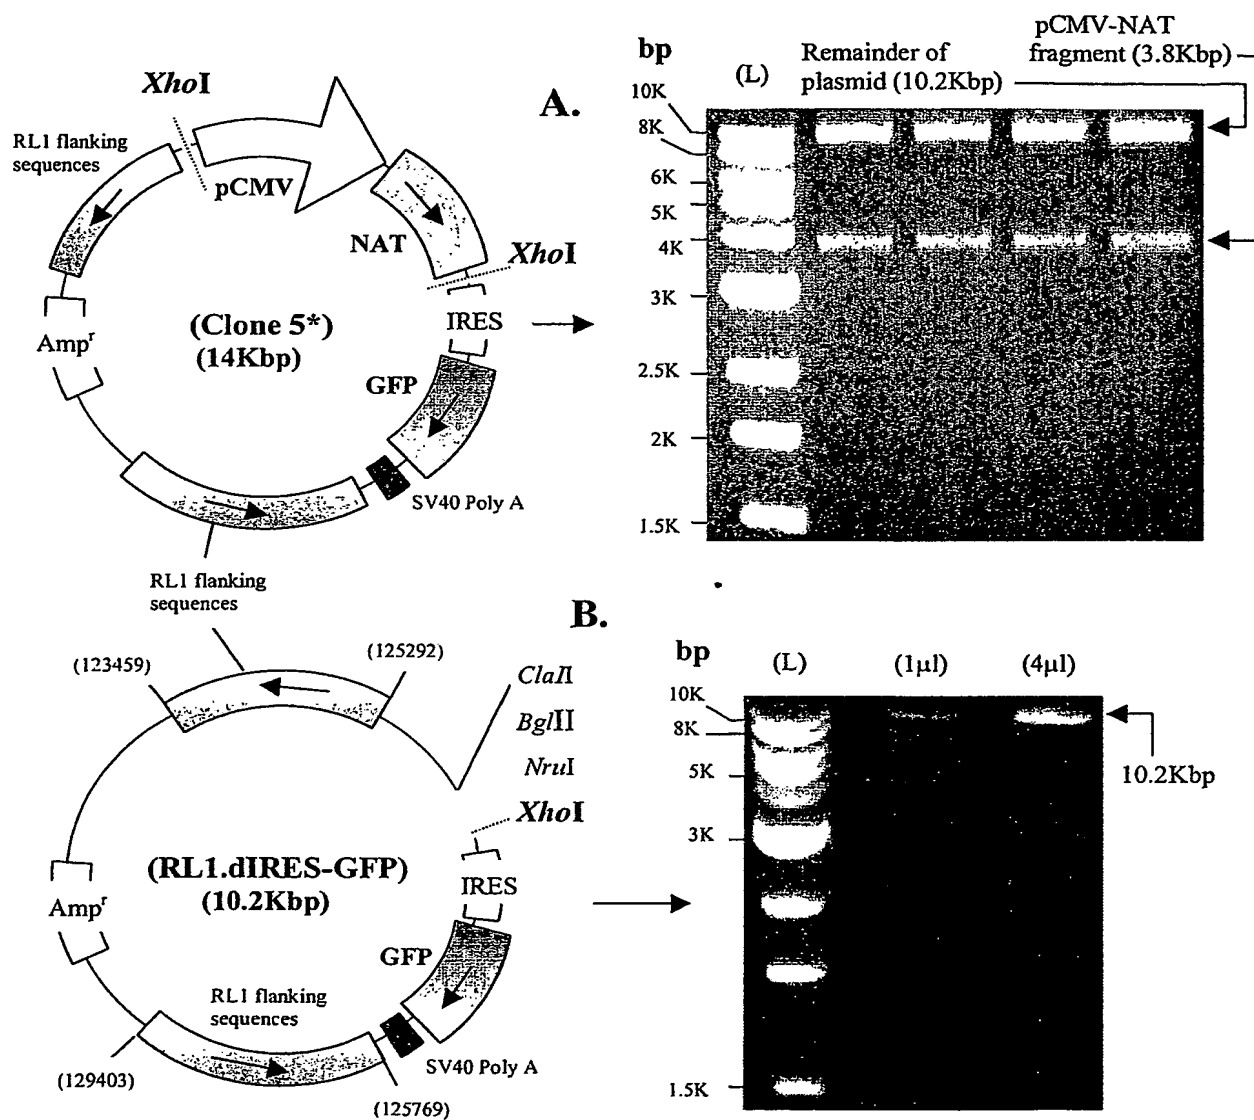 A.
XhoI
RL1 flanking
sequences
pCMV
NAT
XhoI
(Clone 5*)
(14Kbp)
IRES
Ampr
GFP
SV40 Poly A
RL1 flanking
sequences
bp
(L)
Remainder of
plasmid (10.2Kbp)
pCMV-NAT
fragment (3.8Kbp)
10K
8K
6K
5K
4K
3K
2.5K
2K
1.5K
B.
(123459)
(125292)
ClaI
BglII
NruI
XhoI
(RL1.dIRES-GFP)
(10.2Kbp)
IRES
Ampr
GFP
RL1 flanking
sequences
SV40 Poly A
(129403)
(125769)
bp
(L)
(1µl)
(4µl)
10K
8K
5K
3K
1.5K
10.2Kbp